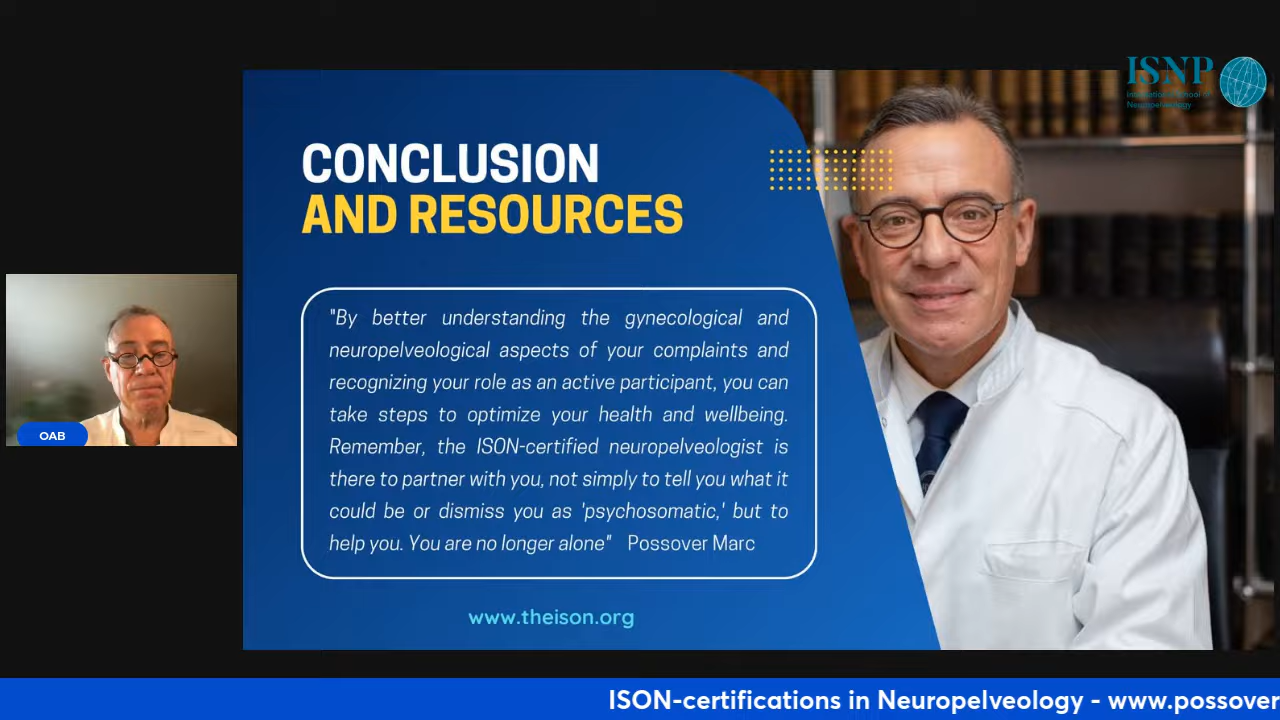 ISNP
International School of
Neuropelveology
CONCLUSION
AND RESOURCES
"By better understanding the gynecological and
neuropelveological aspects of your complaints and
recognizing your role as an active participant, you can
take steps to optimize your health and wellbeing.
Remember, the ISON-certified neuropelveologist is
there to partner with you, not simply to tell you what it
could be or dismiss you as 'psychosomatic,' but to
help you. You are no longer alone" Possover Marc
www.theison.org
OAB
ISON-certifications in Neuropelveology - www.possover